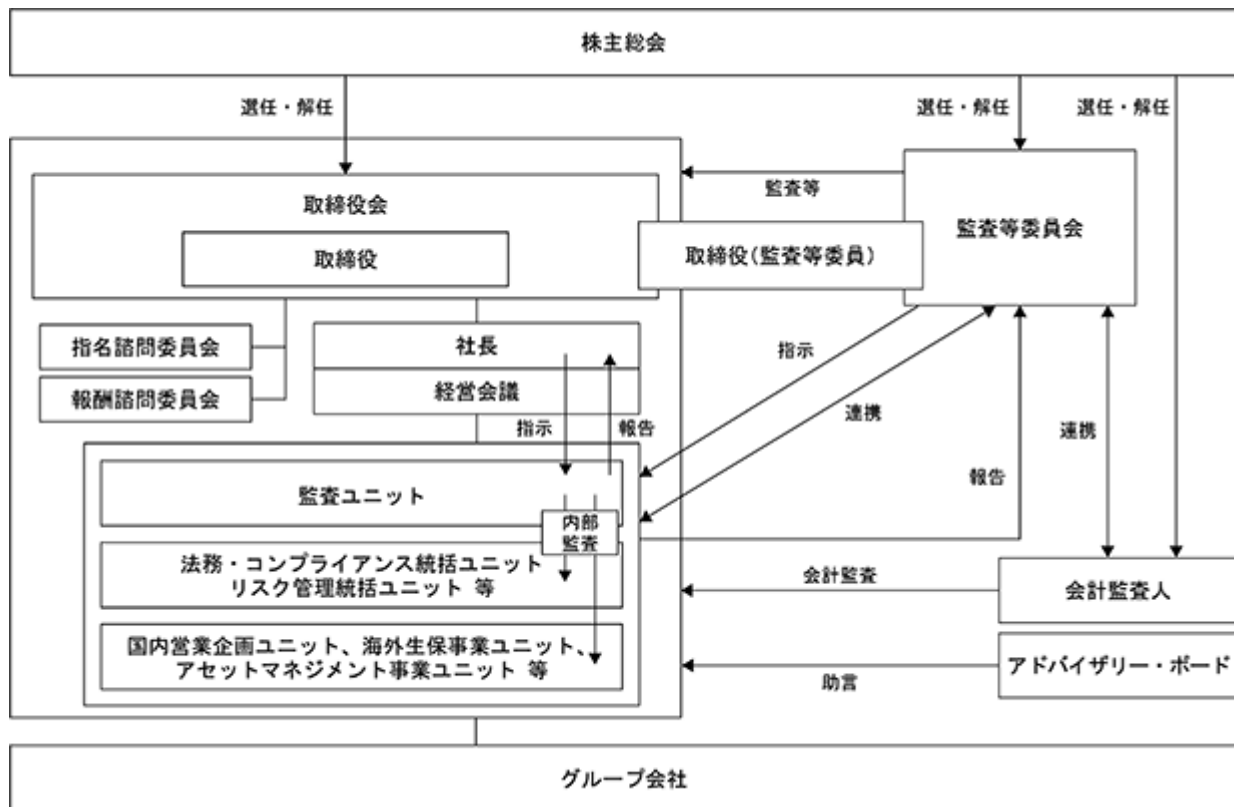 株主総会
選任・解任
選任・解任
選任・解任
取締役会
取締役
監査等
取締役(監査等委員)
監査等委員会
指名諮問委員会
報酬諮問委員会
社長
経営会議
指示
報告
指示
連携
連携
報告
監査ユニット
内部
監査
法務・コンプライアンス統括ユニット
リスク管理統括ユニット 等
国内営業企画ユニット、海外生保事業ユニット、
アセットマネジメント事業ユニット 等
会計監査
会計監査人
助言
アドバイザリー・ボード
グループ会社